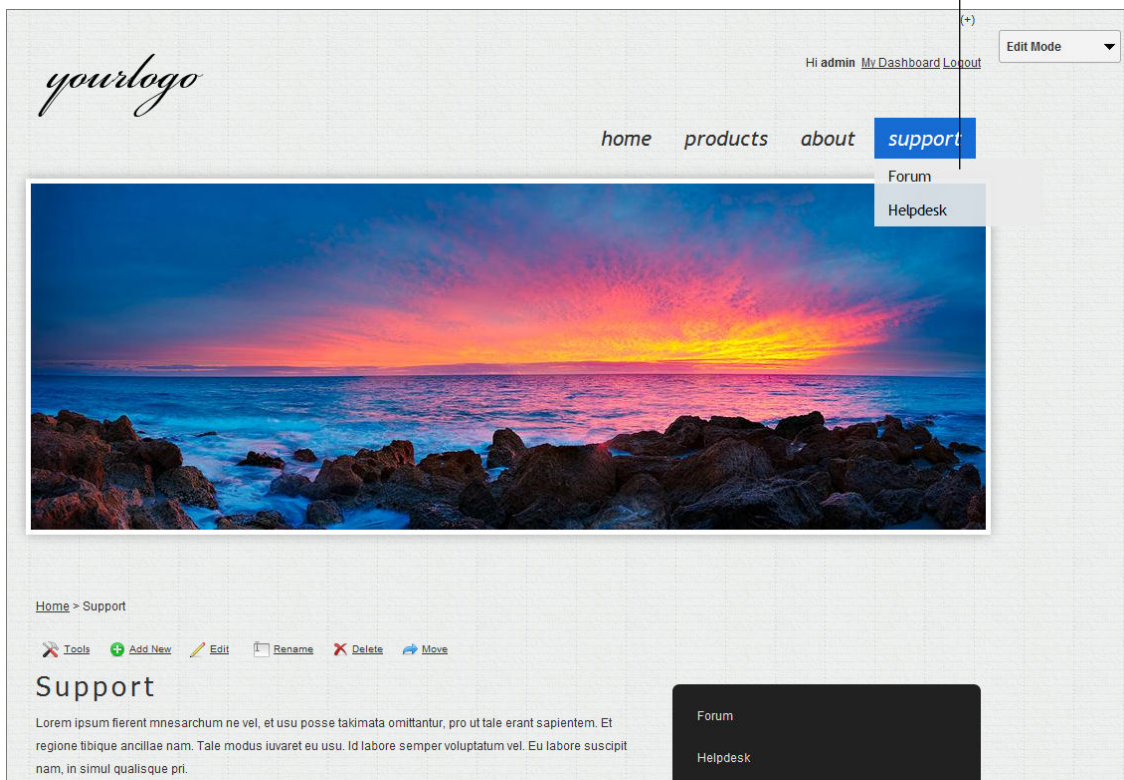 (+)
Edit Mode
Hi admin My Dashboard Logout
yourlogo
home products about support
Forum
Helpdesk
Home > Support
Tools Add New Edit Rename Delete Move
Support
Lorem ipsum fierent mnesarchum ne vel, et usu posse takimata omittantur, pro ut tale erant sapientem. Et
regione tibique ancillae nam. Tale modus iuvaret eu usu. Id labore semper voluptatum vel. Eu labore suscipit
nam, in simul qualisque pri.
Forum
Helpdesk